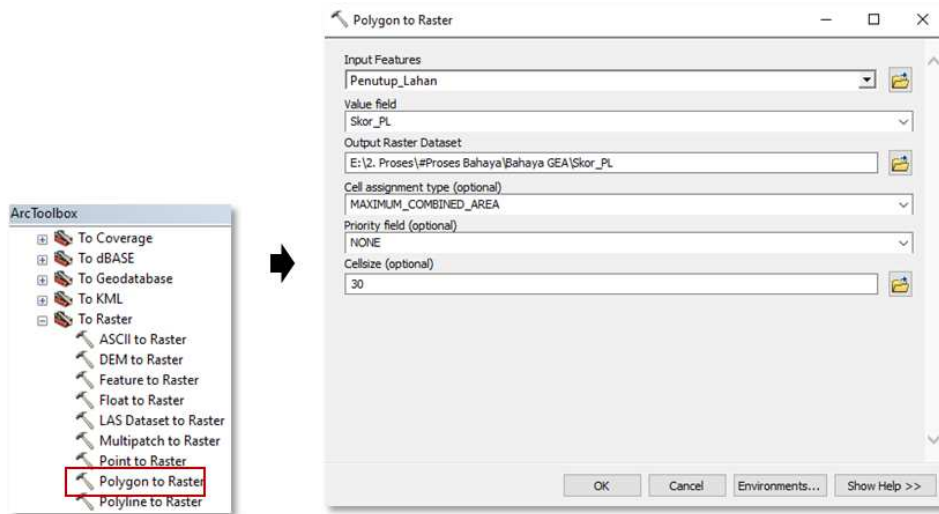 ArcToolbox
To Coverage
To dBASE
To Geodatabase
To KML
To Raster
ASCII to Raster
DEM to Raster
Feature to Raster
Float to Raster
LAS Dataset to Raster
Multipatch to Raster
Point to Raster
Polygon to Raster
Polyline to Raster
Polygon to Raster
Input Features
Penutup_Lahan
Value field
Skor_PL
Output Raster Dataset
E:\2. Proses\#Proses Bahaya\Bahaya GEA\Skor_PL
Cell assignment type (optional)
MAXIMUM_COMBINED_AREA
Priority field (optional)
NONE
Cellsize (optional)
30
OK
Cancel
Environments...
Show Help >>